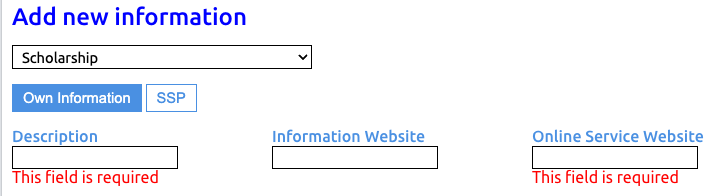 Add new information
Scholarship
Own Information SSP
Description Information Website Online Service Website
This field is required This field is required